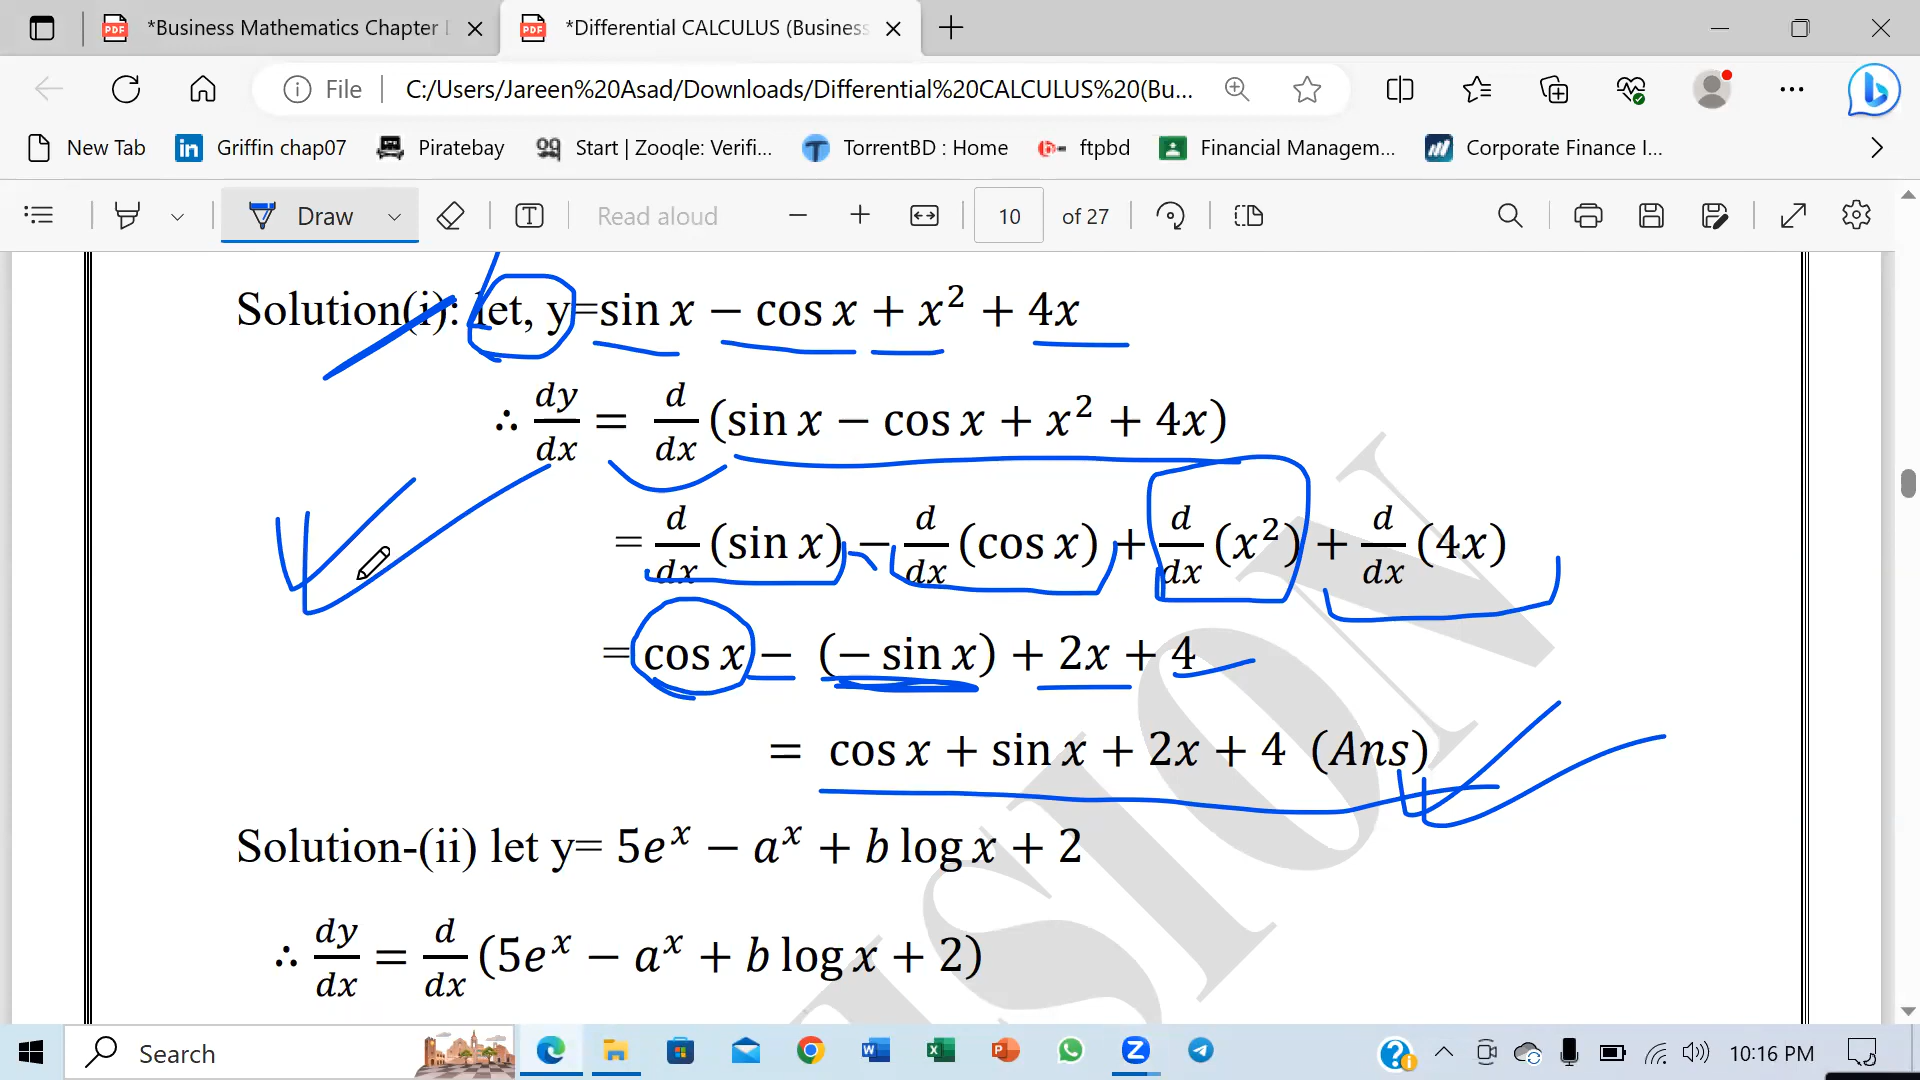 *Business Mathematics Chapter
*Differential CALCULUS (Business
File
C:/Users/Jareen%20Asad/Downloads/Differential%20CALCULUS%20(Bu...
New Tab
Griffin chap07
Piratebay
Start | Zooqle: Verifi...
TorrentBD : Home
ftpbd
Financial Managem...
Corporate Finance I...
Draw
Read aloud
10 of 27
Solution(i): let, y=sin x − cos x + x² + 4x
∴ dy/dx = d/dx (sin x − cos x + x² + 4x)
= d/dx (sin x) − d/dx (cos x) + d/dx (x²) + d/dx (4x)
= cos x − (− sin x) + 2x + 4
= cos x + sin x + 2x + 4 (Ans)
Solution-(ii) let y= 5eˣ − aˣ + b log x + 2
∴ dy/dx = d/dx (5eˣ − aˣ + b log x + 2)
Search
10:16 PM